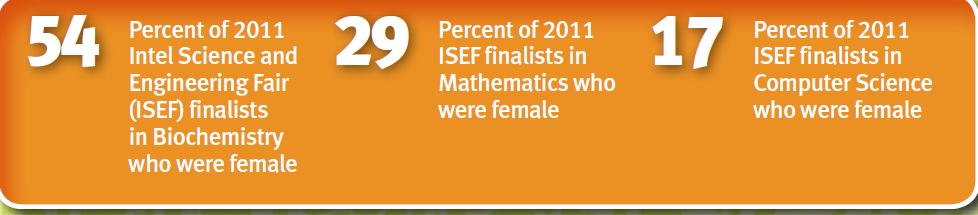 54
Percent of 2011
Intel Science and
Engineering Fair
(ISEF) finalists
in Biochemistry
who were female
29
Percent of 2011
ISEF finalists in
Mathematics who
were female
17
Percent of 2011
ISEF finalists in
Computer Science
who were female